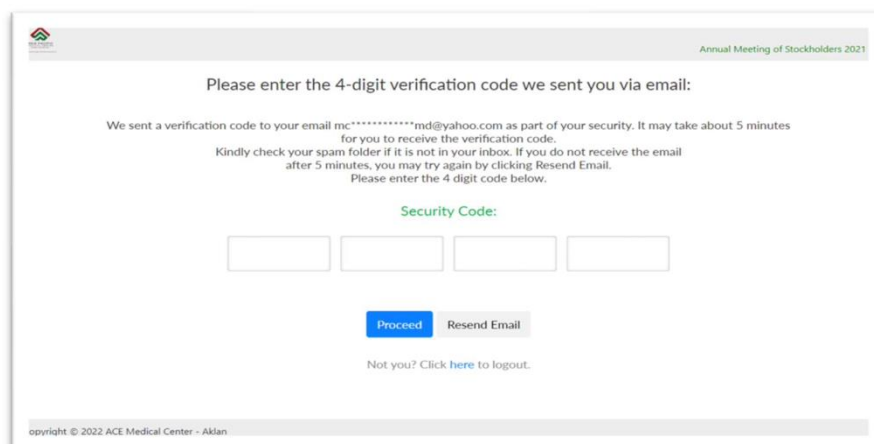 Annual Meeting of Stockholders 2021
Please enter the 4-digit verification code we sent you via email:
We sent a verification code to your email mc************md@yahoo.com as part of your security. It may take about 5 minutes
for you to receive the verification code.
Kindly check your spam folder if it is not in your inbox. If you do not receive the email
after 5 minutes, you may try again by clicking Resend Email.
Please enter the 4 digit code below.
Security Code:
Proceed Resend Email
Not you? Click here to logout.
opyright © 2022 ACE Medical Center - Aklan